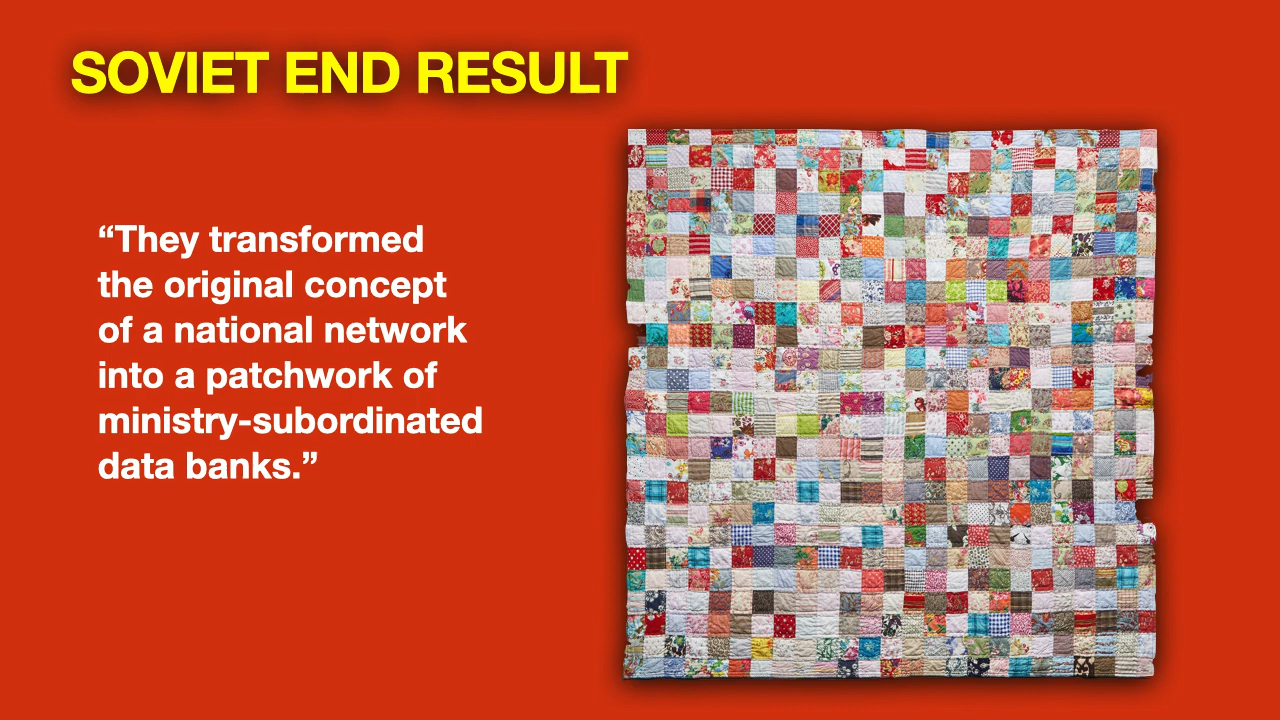 SOVIET END RESULT
“They transformed
the original concept
of a national network
into a patchwork of
ministry-subordinated
data banks.”